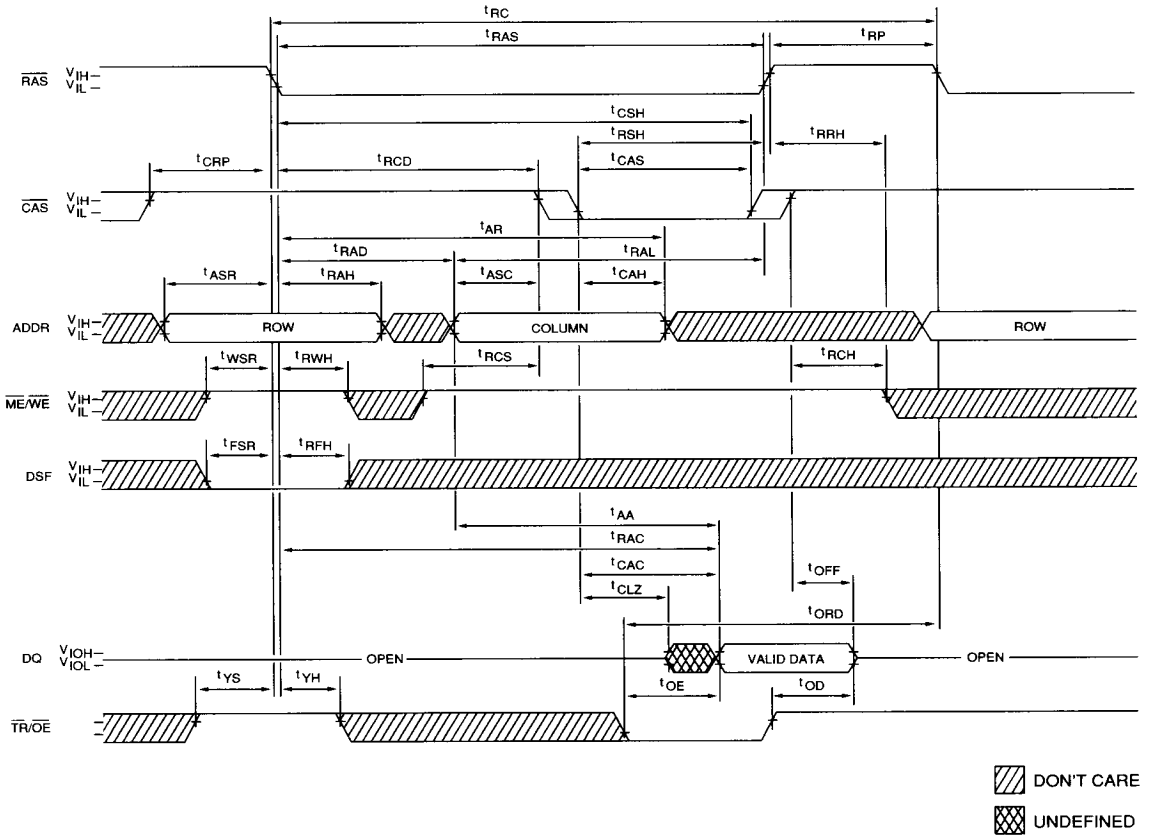 tRC
tRAS
tRP
RAS VIH VIL
tCSH
tRSH
tRRH
tCRP
tRCD
tCAS
CAS VIH VIL
tAR
tRAD
tRAL
tASR
tRAH
tASC
tCAH
ADDR VIH VIL ROW COLUMN ROW
tWSR
tRWH
tRCS
tRCH
ME/WE VIH VIL
tFSR
tRFH
DSF VIH VIL
tAA
tRAC
tCAC
tOFF
tCLZ
tORD
DQ VIOH VIOL OPEN VALID DATA OPEN
tYS
tYH
tOE
tOD
TR/OE
DON'T CARE
UNDEFINED